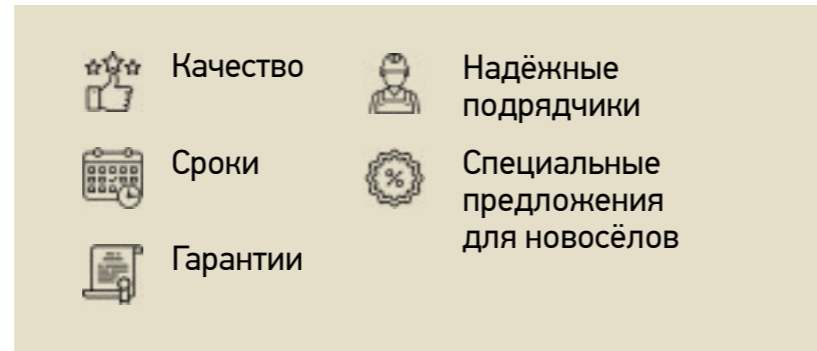 Качество
Сроки
Гарантии
Надёжные
подрядчики
%
Специальные
предложения
для новосёлов